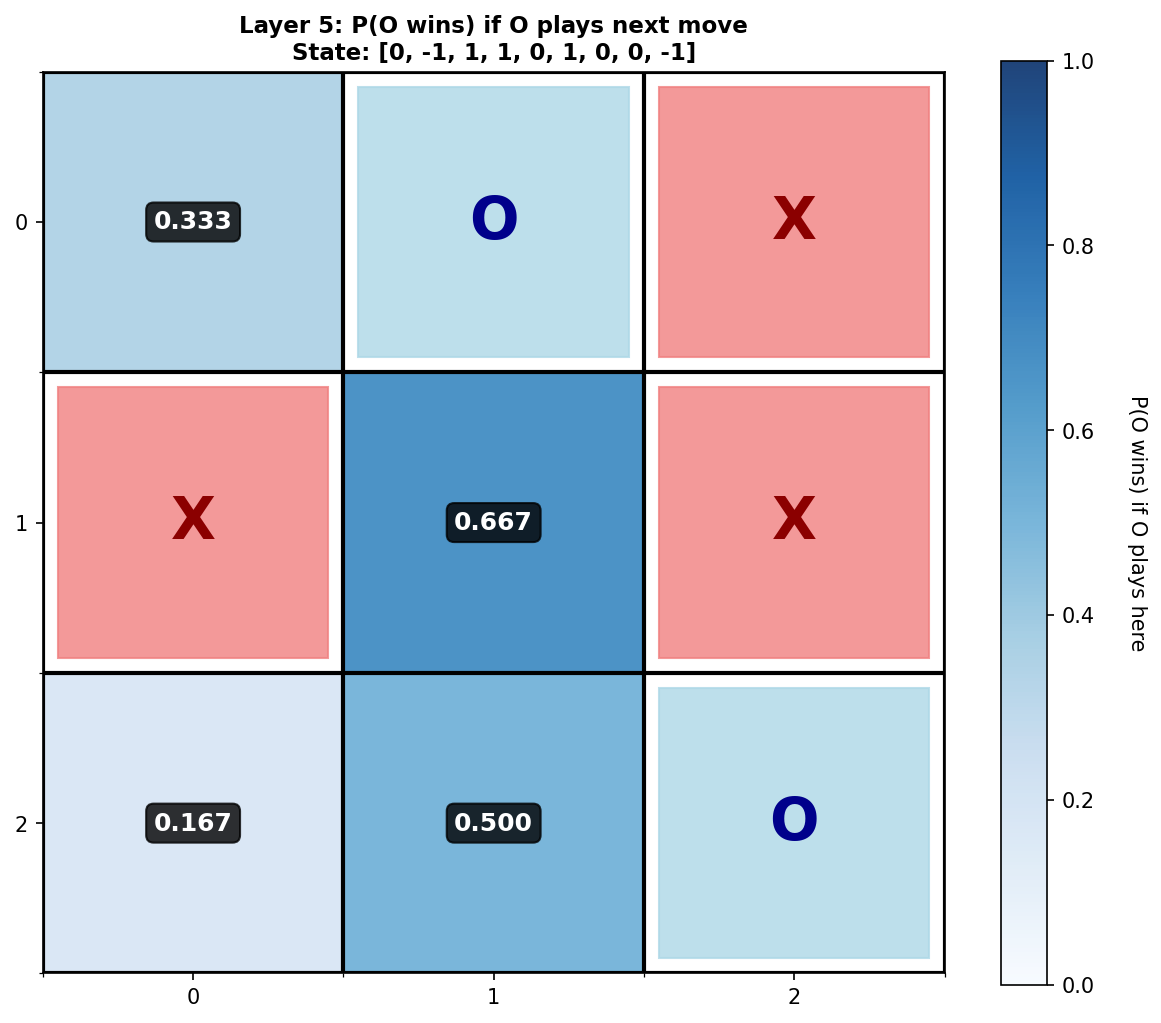 Layer 5: P(O wins) if O plays next move
State: [0, -1, 1, 1, 0, 1, 0, 0, -1]
0
0.333
O
X
1
X
0.667
X
2
0.167
0.500
O
0
1
2
1.0
0.8
0.6
0.4
0.2
0.0
P(O wins) if O plays here